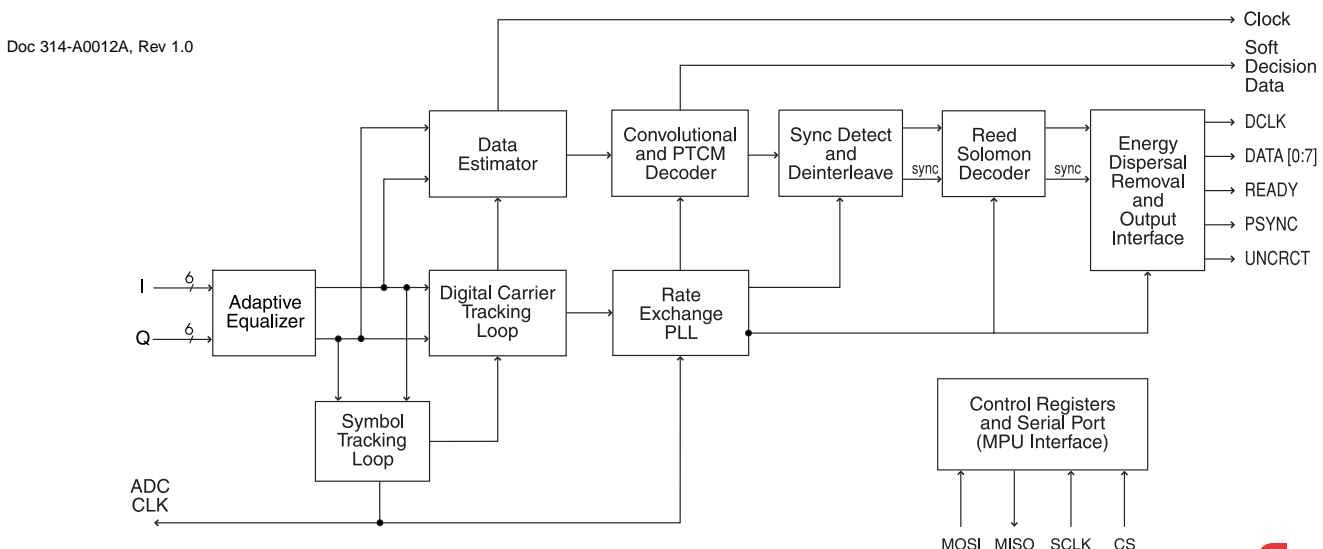 Doc 314-A0012A, Rev 1.0
Clock
Soft
Decision
Data
Data
Estimator
Convolutional
and PTCM
Decoder
Sync Detect
and
Deinterleave
sync
Reed
Solomon
Decoder
sync
Energy
Dispersal
Removal
and
Output
Interface
DCLK
DATA [0:7]
READY
PSYNC
UNCRCT
I
6
Q
6
Adaptive
Equalizer
Digital Carrier
Tracking
Loop
Rate
Exchange
PLL
Symbol
Tracking
Loop
ADC
CLK
Control Registers
and Serial Port
(MPU Interface)
MOSI MISO SCLK CS